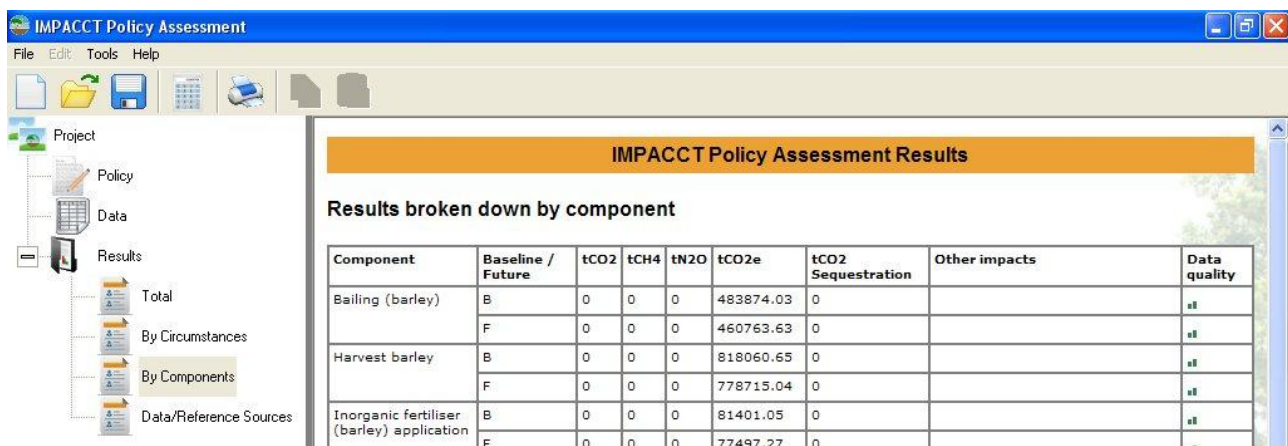 IMPACCT Policy Assessment
File Edit Tools Help
Project
Policy
Data
Results
Total
By Circumstances
By Components
Data/Reference Sources
IMPACCT Policy Assessment Results
Results broken down by component
Component Baseline / Future tCO2 tCH4 tN2O tCO2e tCO2 Sequestration Other impacts Data quality
Bailing (barley) B 0 0 0 483874.03 0
F 0 0 0 460763.63 0
Harvest barley B 0 0 0 818060.65 0
F 0 0 0 778715.04 0
Inorganic fertiliser (barley) application B 0 0 0 81401.05 0
F 0 0 0 77497.27 0